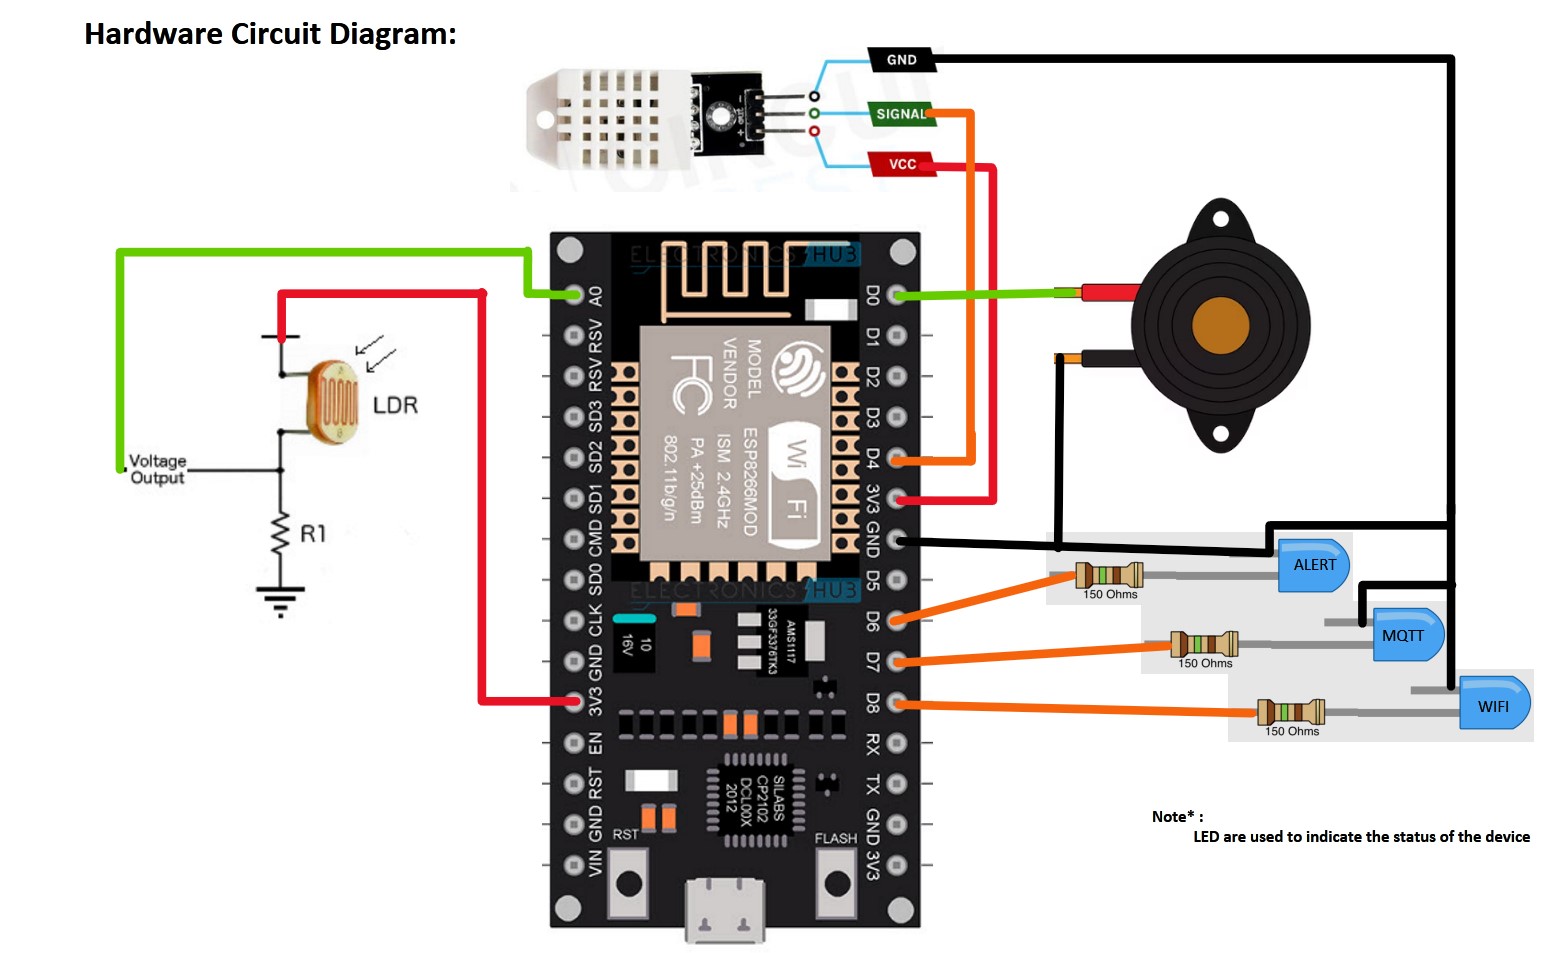 Hardware Circuit Diagram:
GND
SIGNAL
VCC
+ out -
ELECTRONICS HUB
A0
RSV
RSV
SD3
SD2
SD1
CMD
SD0
CLK
GND
3V3
EN
RST
GND
VIN
D0
D1
D2
D3
D4
3V3
GND
D5
D6
D7
D8
RX
TX
GND
3V3
MODEL
VENDOR
FC
Wi Fi
ESP8266MOD
ISM 2.4GHz
PA +25dBm
802.11b/g/n
ELECTRONICS HUB
10
16V
AMS1117
33GF3376TK3
SILABS
CP2102
DCL00X
2012
RST
FLASH
LDR
Voltage
Output
R1
ALERT
150 Ohms
MQTT
150 Ohms
WIFI
150 Ohms
Note* :
LED are used to indicate the status of the device